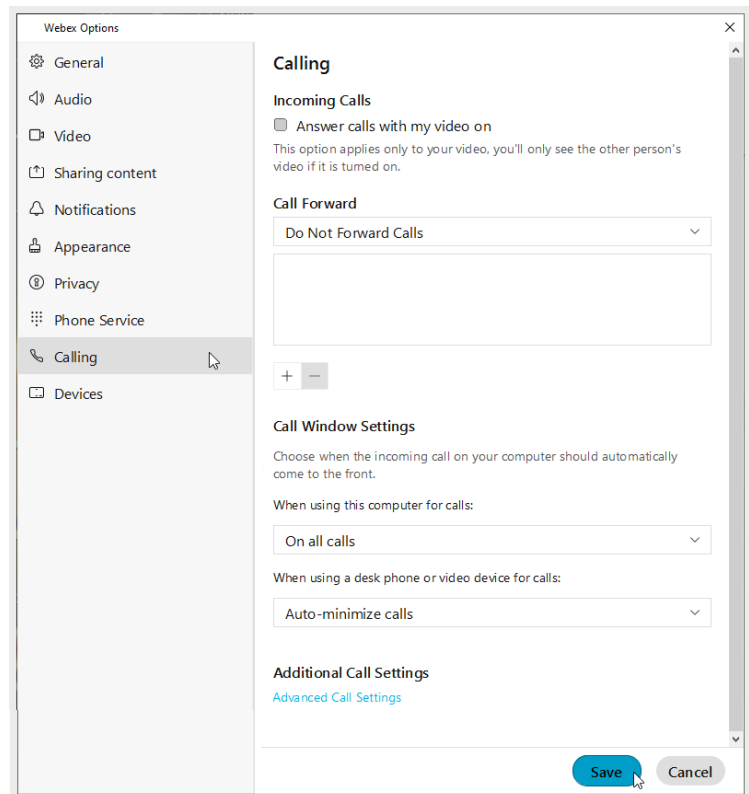 Webex Options
General
Audio
Video
Sharing content
Notifications
Appearance
Privacy
Phone Service
Calling
Devices
Calling
Incoming Calls
Answer calls with my video on
This option applies only to your video, you'll only see the other person's
video if it is turned on.
Call Forward
Do Not Forward Calls
Call Window Settings
Choose when the incoming call on your computer should automatically
come to the front.
When using this computer for calls:
On all calls
When using a desk phone or video device for calls:
Auto-minimize calls
Additional Call Settings
Advanced Call Settings
Save
Cancel